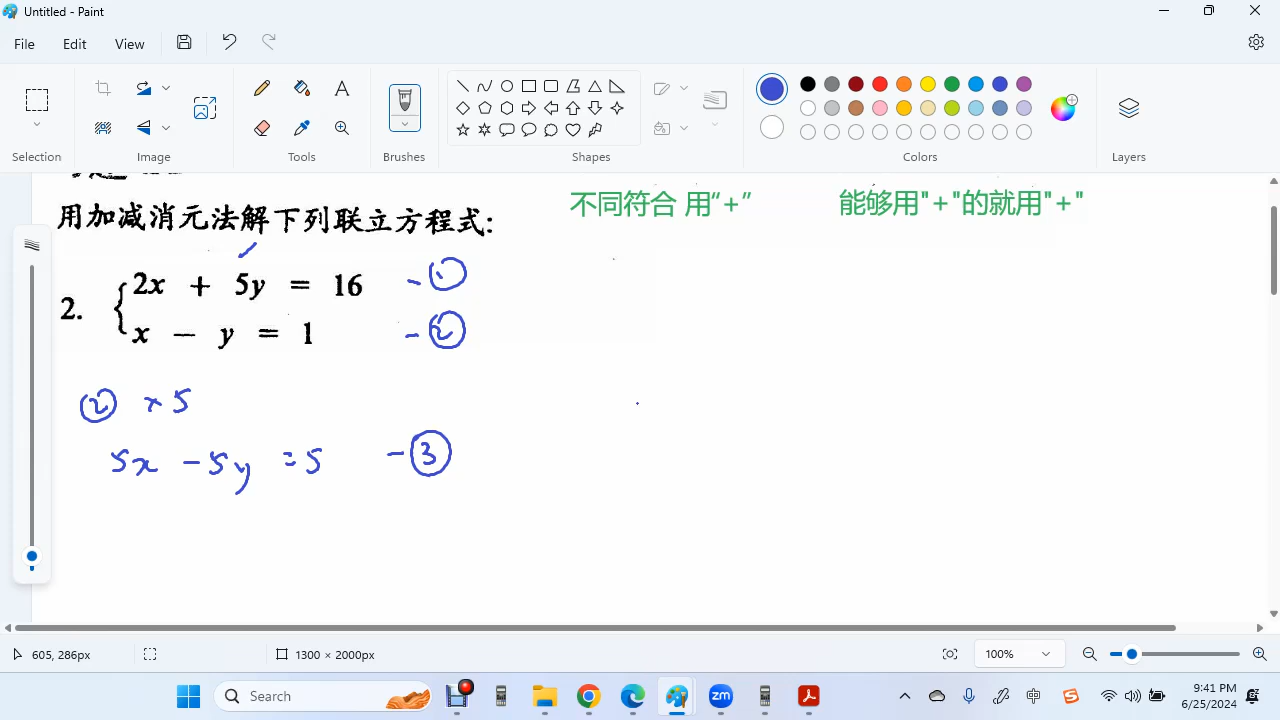 Untitled - Paint
File Edit View
Selection Image Tools Brushes Shapes Colors Layers
不同符合 用“+” 能够用"+"的就用"+"
用加减消元法解下列联立方程式:
2. { 2x + 5y = 16 - ①
x - y = 1 - ②
② × 5
5x - 5y = 5 - ③
605, 286px 1300 × 2000px 100%
Search zm 中 9:41 PM
6/25/2024